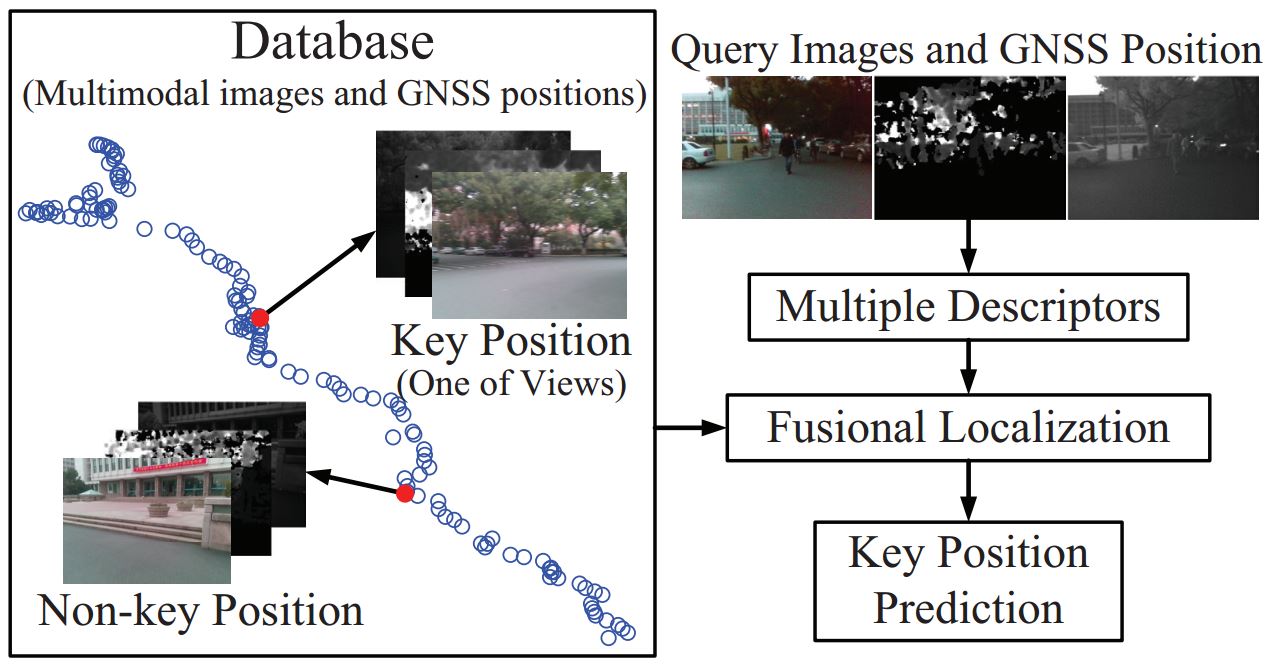 Database
(Multimodal images and GNSS positions)
Key Position
(One of Views)
Non-key Position
Query Images and GNSS Position
Multiple Descriptors
Fusional Localization
Key Position
Prediction